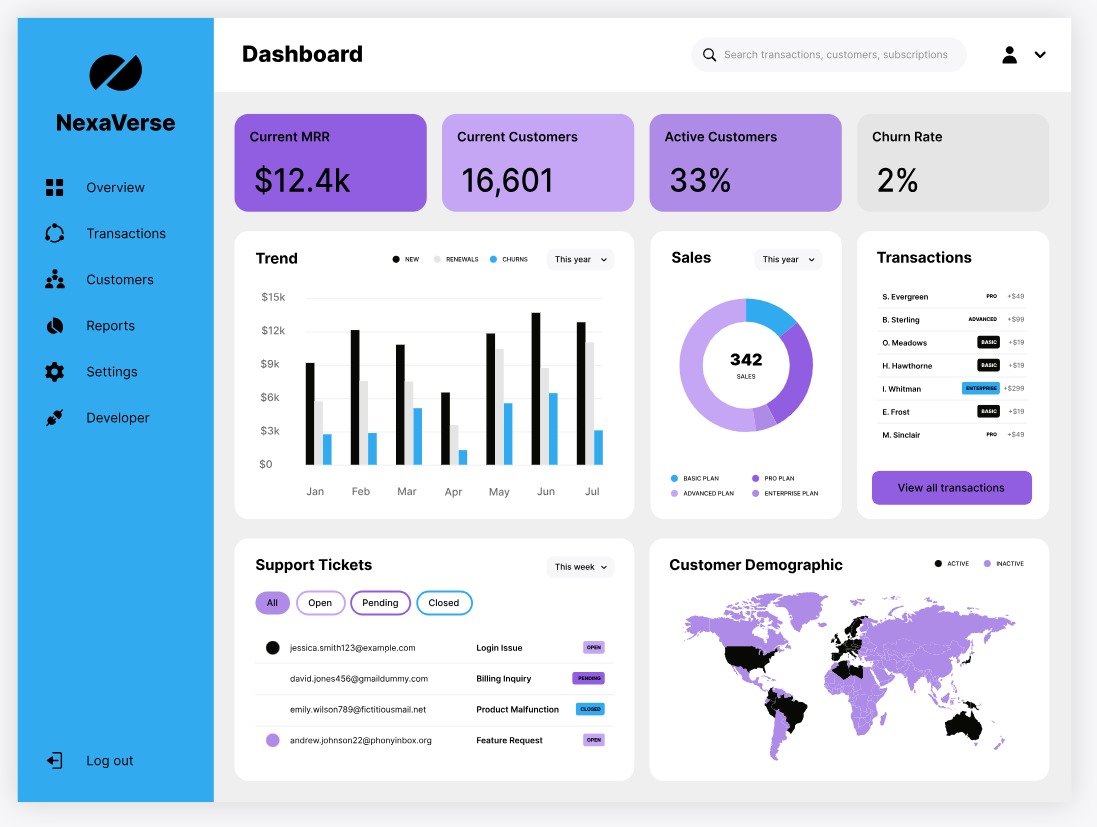 Dashboard
Search transactions, customers, subscriptions
NexaVerse
Overview
Transactions
Customers
Reports
Settings
Developer
Log out
Current MRR
$12.4k
Current Customers
16,601
Active Customers
33%
Churn Rate
2%
Trend
NEW RENEWALS CHURNS
This year
$15k
$12k
$9k
$6k
$3k
$0
Jan Feb Mar Apr May Jun Jul
Sales
This year
342
SALES
BASIC PLAN PRO PLAN
ADVANCED PLAN ENTERPRISE PLAN
Transactions
S. Evergreen PRO +$49
B. Sterling ADVANCED +$99
O. Meadows BASIC +$19
H. Hawthorne BASIC +$19
I. Whitman ENTERPRISE +$299
E. Frost BASIC +$19
M. Sinclair PRO +$49
View all transactions
Support Tickets
This week
All Open Pending Closed
jessica.smith123@example.com Login Issue OPEN
david.jones456@gmaildummy.com Billing Inquiry PENDING
emily.wilson789@fictitiousmail.net Product Malfunction CLOSED
andrew.johnson22@phonyinbox.org Feature Request OPEN
Customer Demographic
ACTIVE INACTIVE